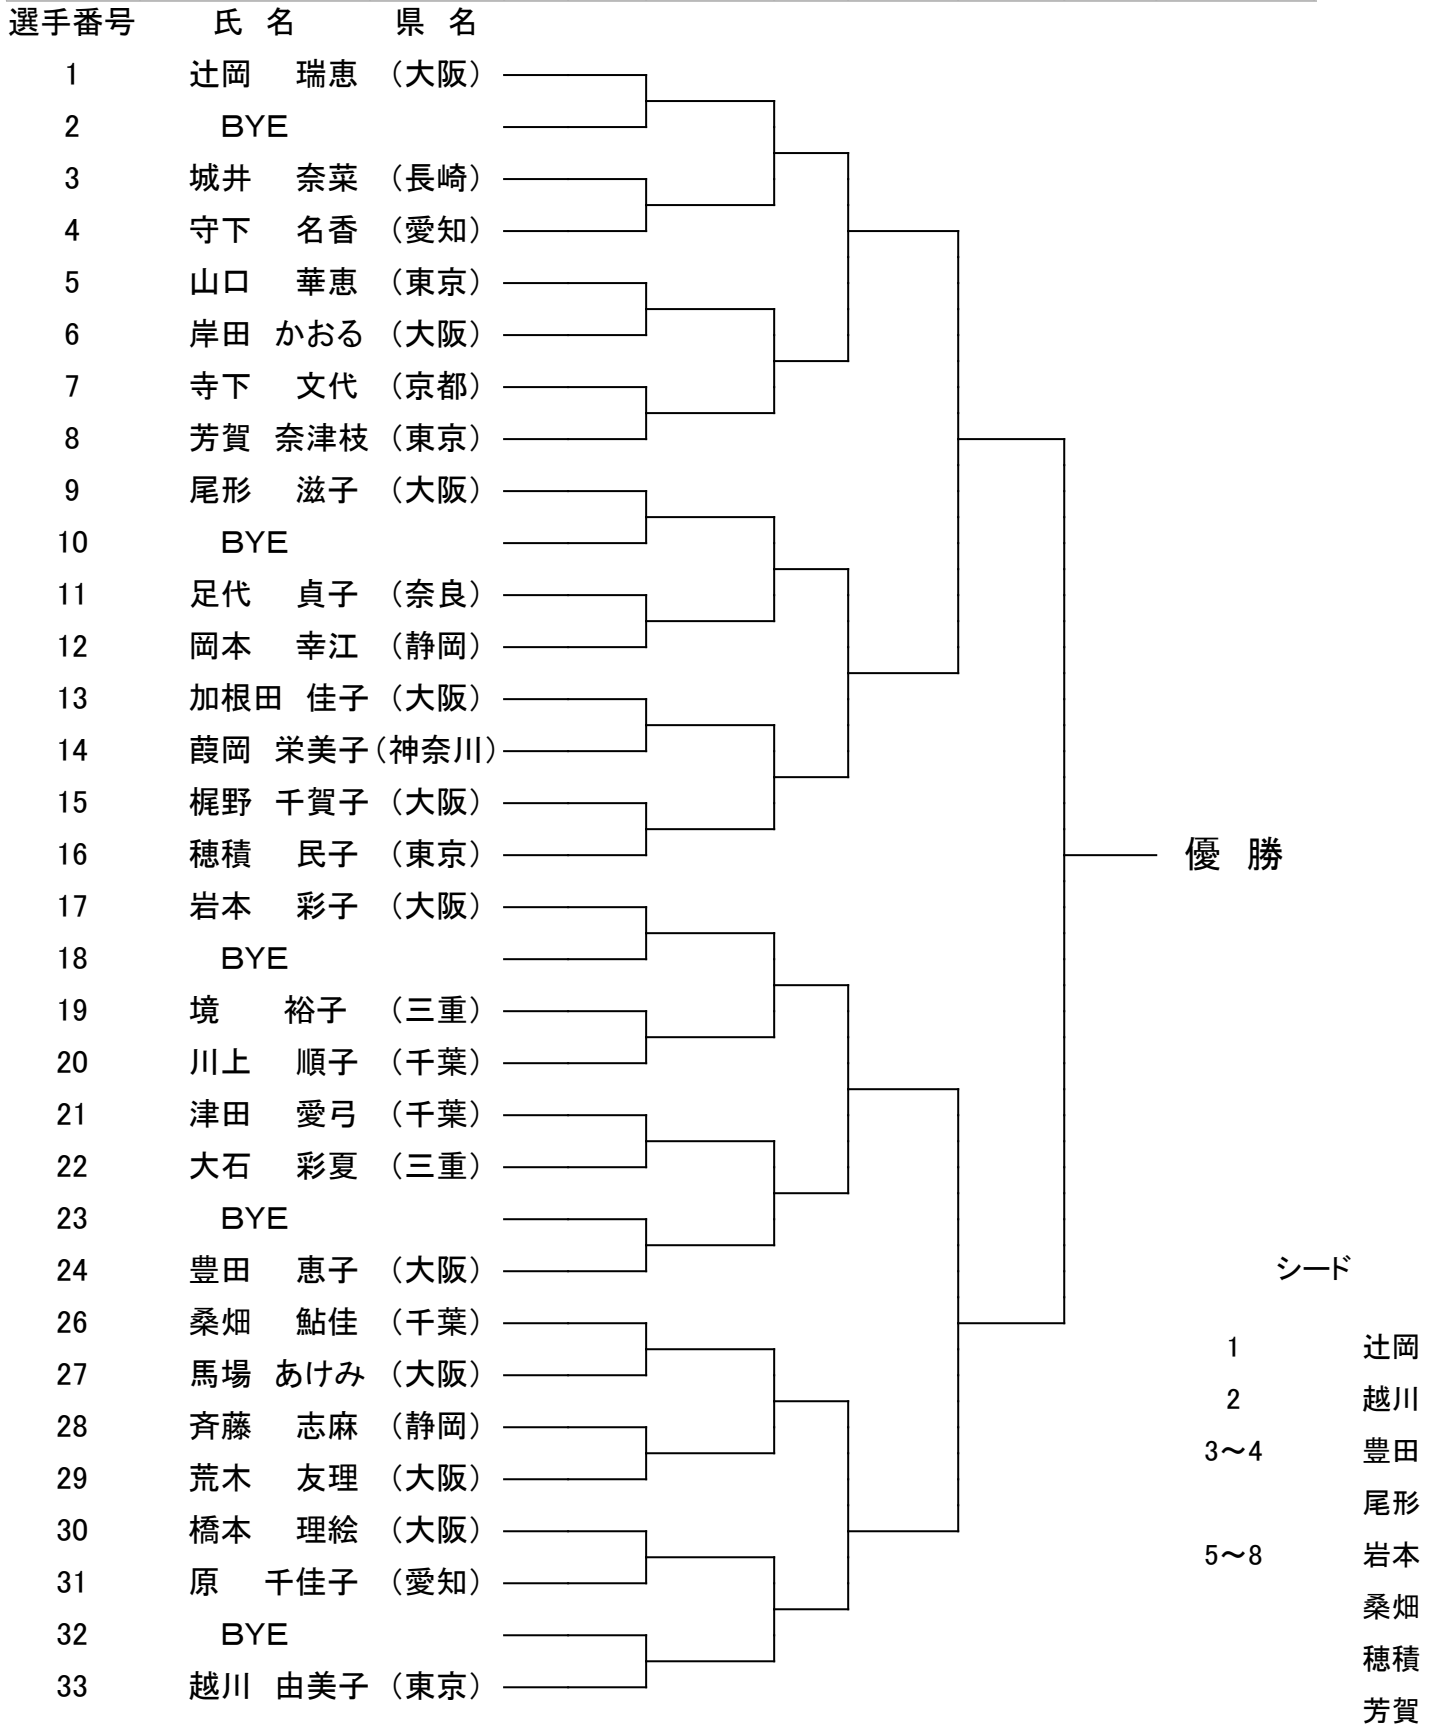 選手番号 氏 名 県 名
1 辻岡 瑞恵 （大阪）
2 ＢＹＥ
3 城井 奈菜 （長崎）
4 守下 名香 （愛知）
5 山口 華恵 （東京）
6 岸田 かおる （大阪）
7 寺下 文代 （京都）
8 芳賀 奈津枝 （東京）
9 尾形 滋子 （大阪）
10 ＢＹＥ
11 足代 貞子 （奈良）
12 岡本 幸江 （静岡）
13 加根田 佳子 （大阪）
14 葭岡 栄美子（神奈川）
15 梶野 千賀子 （大阪）
16 穂積 民子 （東京）
優 勝
17 岩本 彩子 （大阪）
18 ＢＹＥ
19 境 裕子 （三重）
20 川上 順子 （千葉）
21 津田 愛弓 （千葉）
22 大石 彩夏 （三重）
23 ＢＹＥ
24 豊田 恵子 （大阪）
26 桑畑 鮎佳 （千葉）
27 馬場 あけみ （大阪）
28 斉藤 志麻 （静岡）
29 荒木 友理 （大阪）
30 橋本 理絵 （大阪）
31 原 千佳子 （愛知）
32 ＢＹＥ
33 越川 由美子 （東京）
シード
1 辻岡
2 越川
3～4 豊田
尾形
5～8 岩本
桑畑
穂積
芳賀